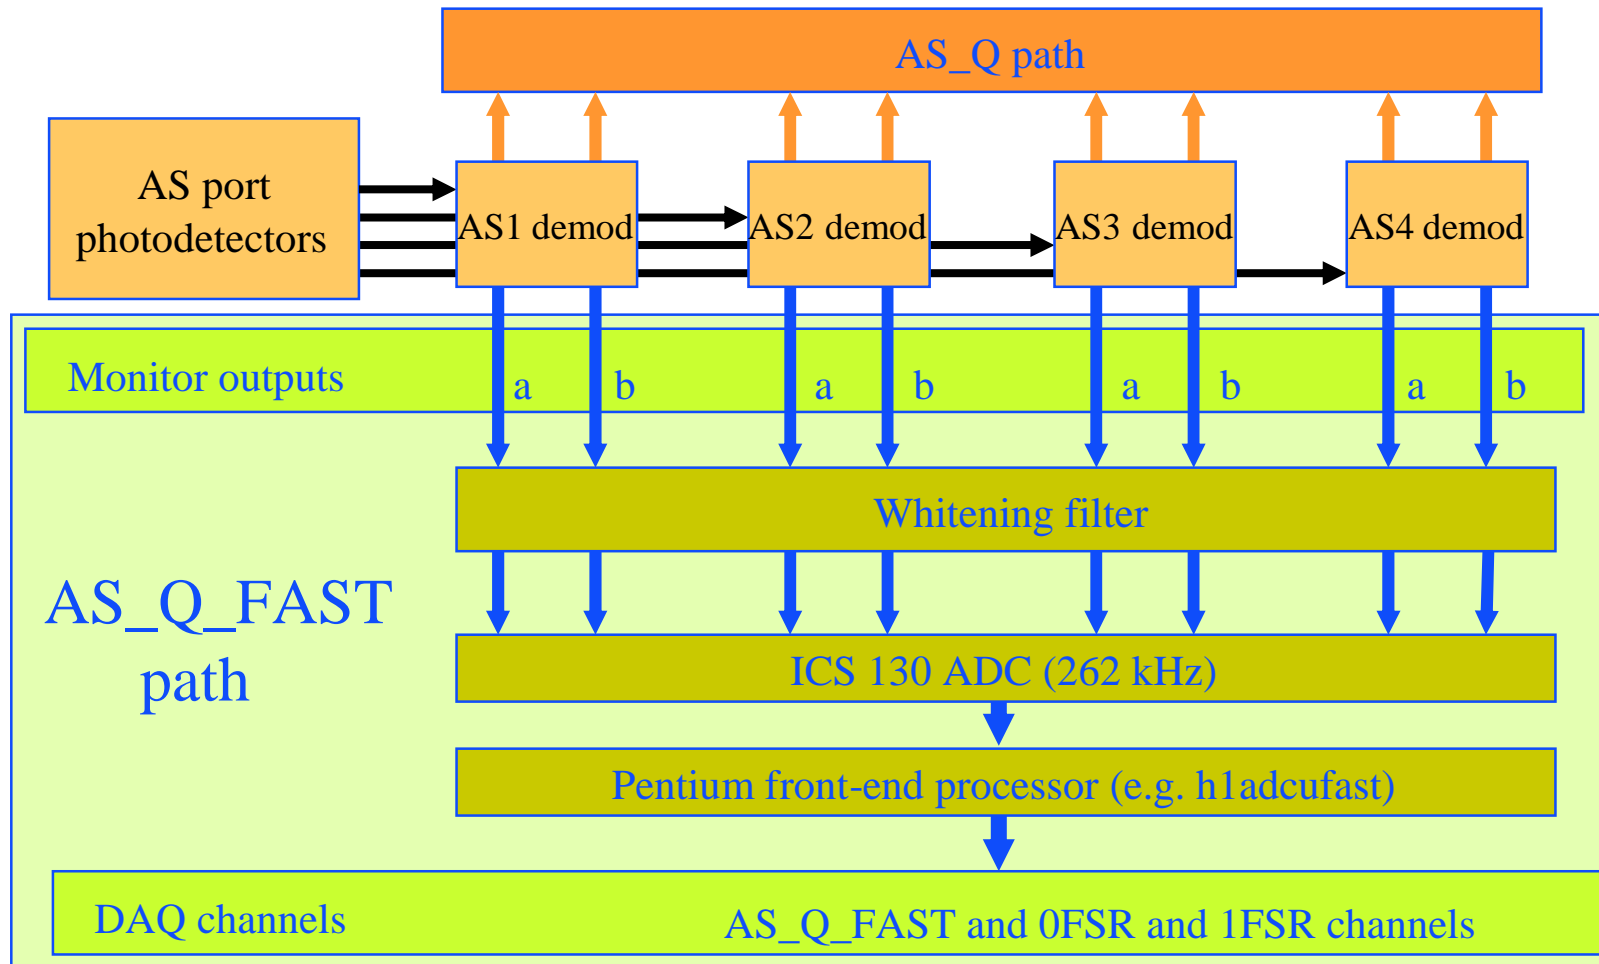 AS_Q path
AS port
photodetectors
AS1 demod
AS2 demod
AS3 demod
AS4 demod
Monitor outputs
a
b
a
b
a
b
a
b
Whitening filter
AS_Q_FAST
path
ICS 130 ADC (262 kHz)
Pentium front-end processor (e.g. h1adcufast)
DAQ channels
AS_Q_FAST and 0FSR and 1FSR channels